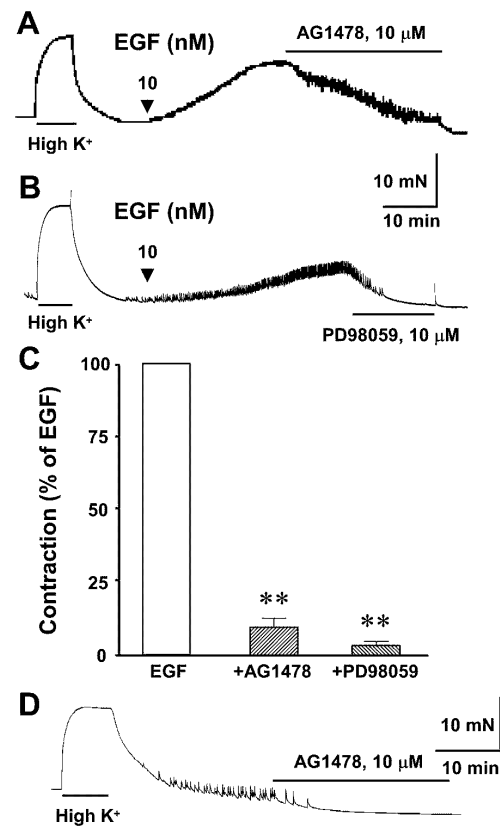 A
EGF (nM)
AG1478, 10 μM
10
High K+
10 mN
10 min
B
EGF (nM)
10
High K+
PD98059, 10 μM
C
Contraction (% of EGF)
100
75
50
25
0
**
**
EGF
+AG1478
+PD98059
D
10 mN
AG1478, 10 μM
10 min
High K+